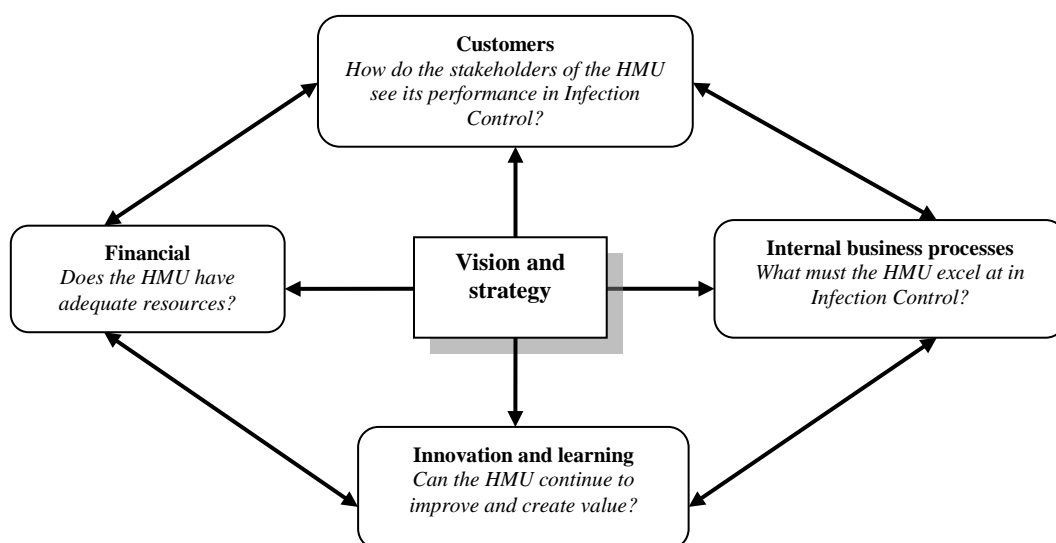 Customers
How do the stakeholders of the HMU
see its performance in Infection
Control?
Financial
Does the HMU have
adequate resources?
Vision and
strategy
Internal business processes
What must the HMU excel at in
Infection Control?
Innovation and learning
Can the HMU continue to
improve and create value?